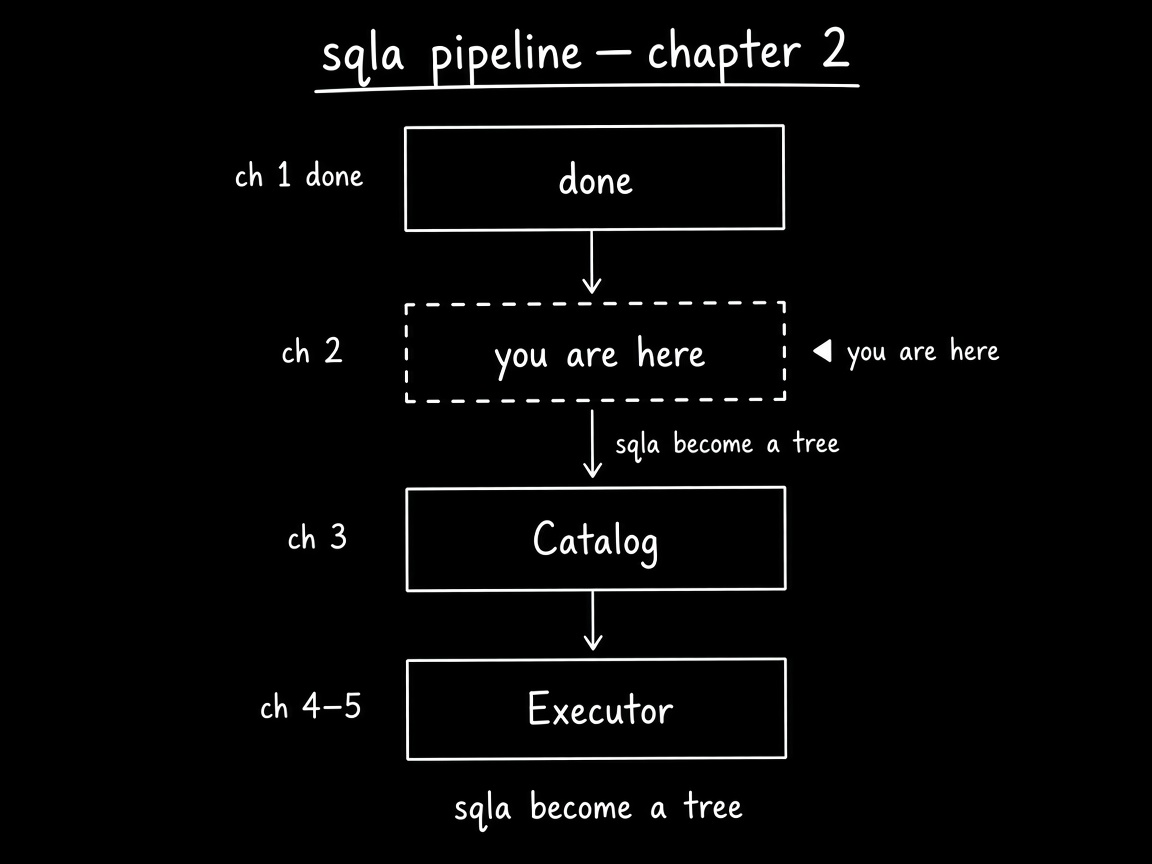 sqla pipeline — chapter 2
ch 1 done
done
ch 2
you are here
◀ you are here
sqla become a tree
ch 3
Catalog
ch 4–5
Executor
sqla become a tree